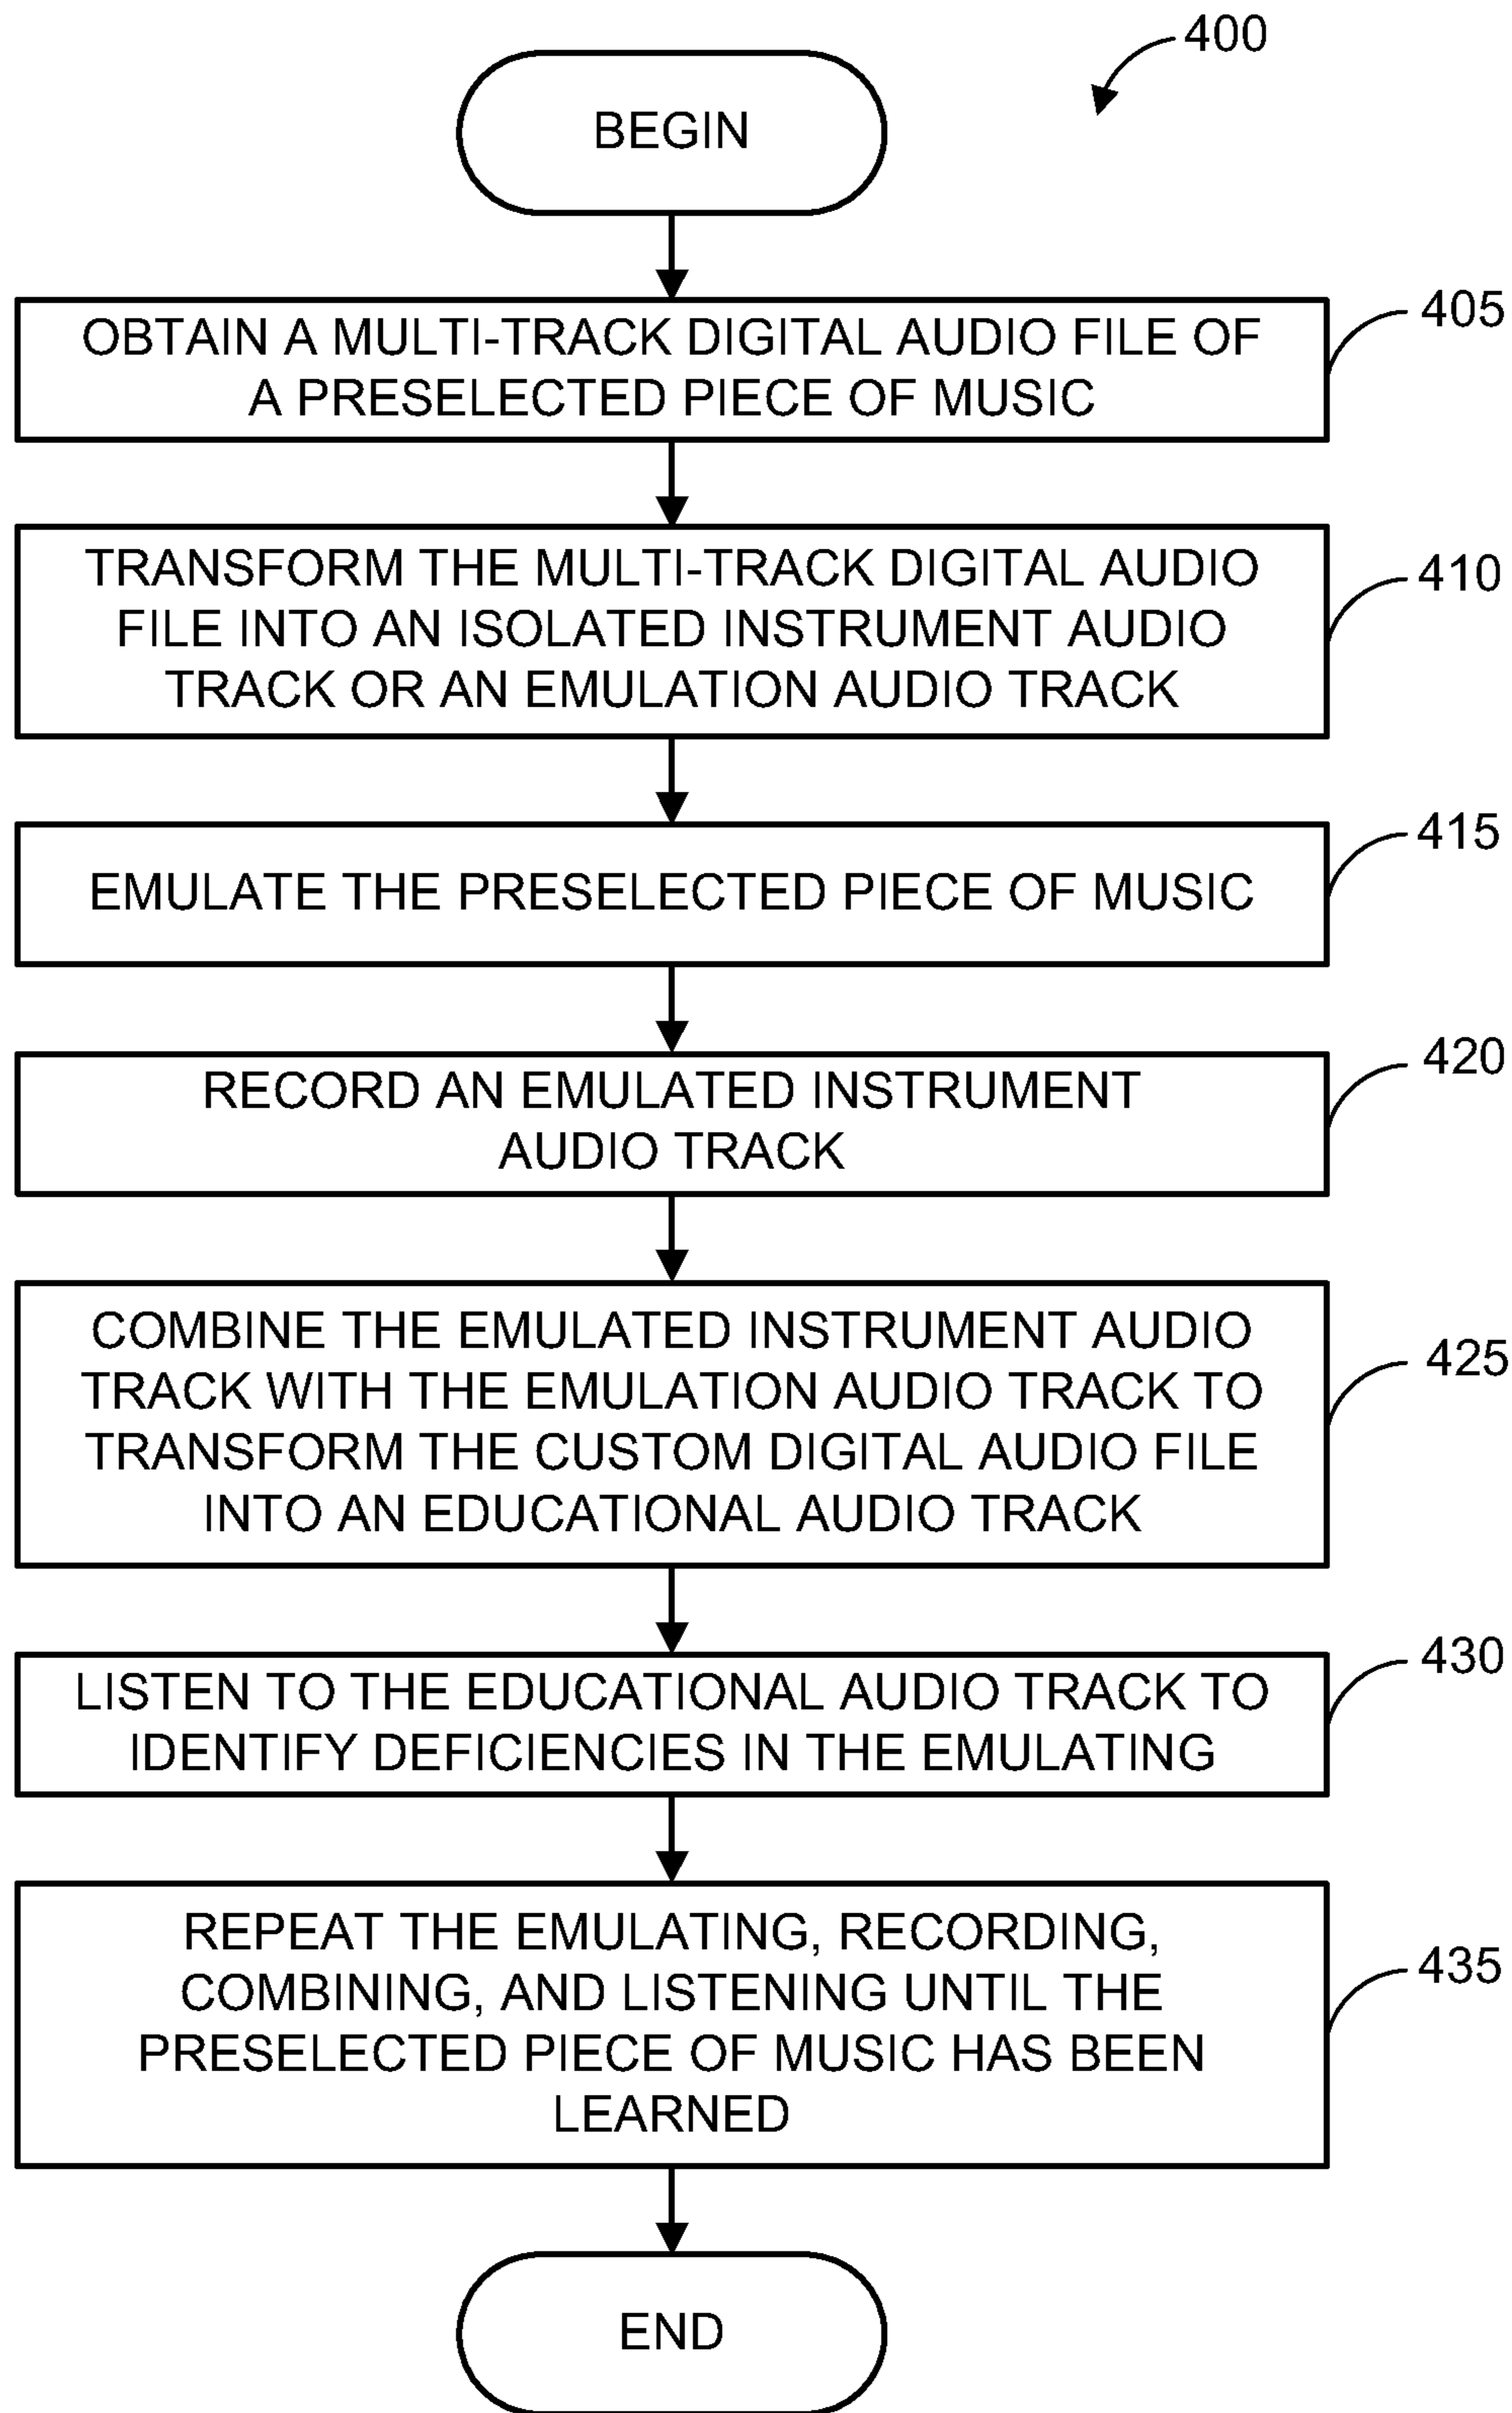 400
BEGIN
405
OBTAIN A MULTI-TRACK DIGITAL AUDIO FILE OF
A PRESELECTED PIECE OF MUSIC
410
TRANSFORM THE MULTI-TRACK DIGITAL AUDIO
FILE INTO AN ISOLATED INSTRUMENT AUDIO
TRACK OR AN EMULATION AUDIO TRACK
415
EMULATE THE PRESELECTED PIECE OF MUSIC
420
RECORD AN EMULATED INSTRUMENT
AUDIO TRACK
425
COMBINE THE EMULATED INSTRUMENT AUDIO
TRACK WITH THE EMULATION AUDIO TRACK TO
TRANSFORM THE CUSTOM DIGITAL AUDIO FILE
INTO AN EDUCATIONAL AUDIO TRACK
430
LISTEN TO THE EDUCATIONAL AUDIO TRACK TO
IDENTIFY DEFICIENCIES IN THE EMULATING
435
REPEAT THE EMULATING, RECORDING,
COMBINING, AND LISTENING UNTIL THE
PRESELECTED PIECE OF MUSIC HAS BEEN
LEARNED
END